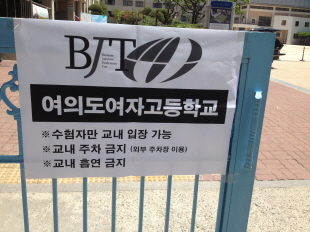 BJT
여의도여자고등학교
※수험자만 교내 입장 가능
※교내 주차 금지 (외부 주차장 이용)
※교내 흡연 금지